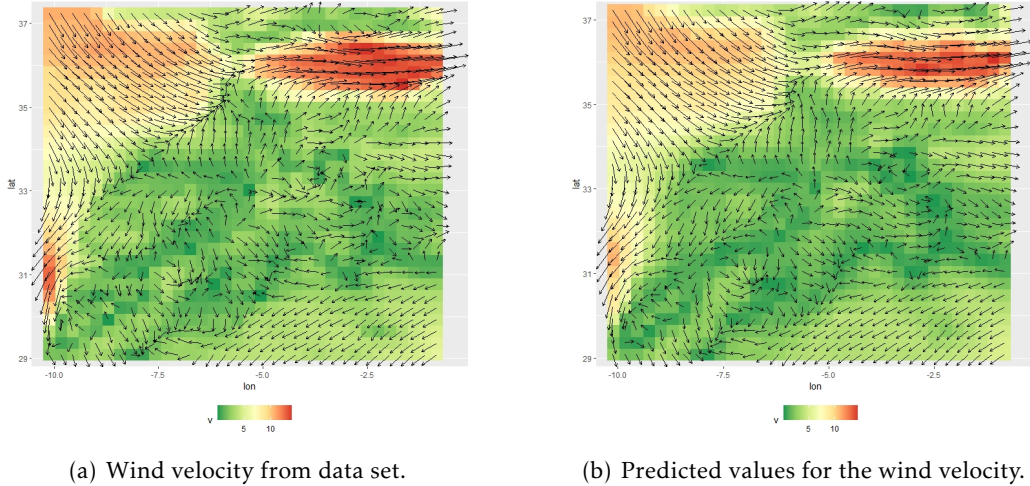 37
35
33
31
29
lat
-10.0 -7.5 -5.0 -2.5
lon
v
5 10
(a) Wind velocity from data set.
37
35
33
31
29
lat
-10.0 -7.5 -5.0 -2.5
lon
v
5 10
(b) Predicted values for the wind velocity.